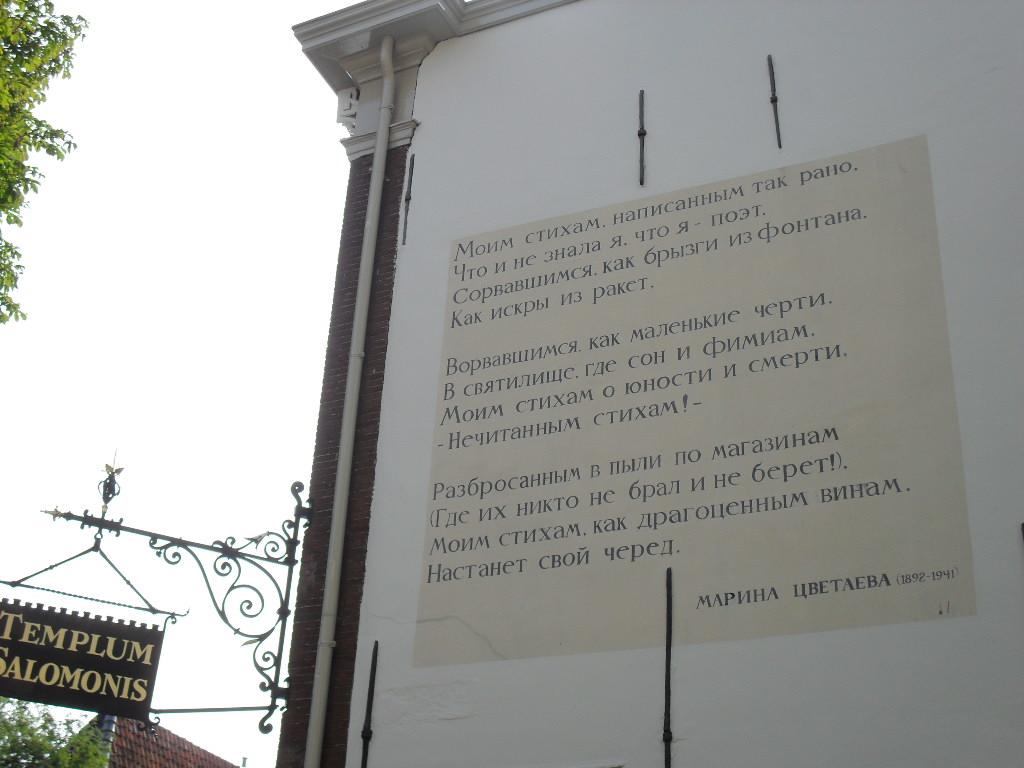 Моим стихам, написанным так рано,
Что и не знала я, что я - поэт,
Сорвавшимся, как брызги из фонтана,
Как искры из ракет,
Ворвавшимся, как маленькие черти,
В святилище, где сон и фимиам,
Моим стихам о юности и смерти,
- Нечитанным стихам! -
Разбросанным в пыли по магазинам
(Где их никто не брал и не берет!),
Моим стихам, как драгоценным винам,
Настанет свой черед.
МАРИНА ЦВЕТАЕВА (1892-1941)
TEMPLUM
SALOMONIS